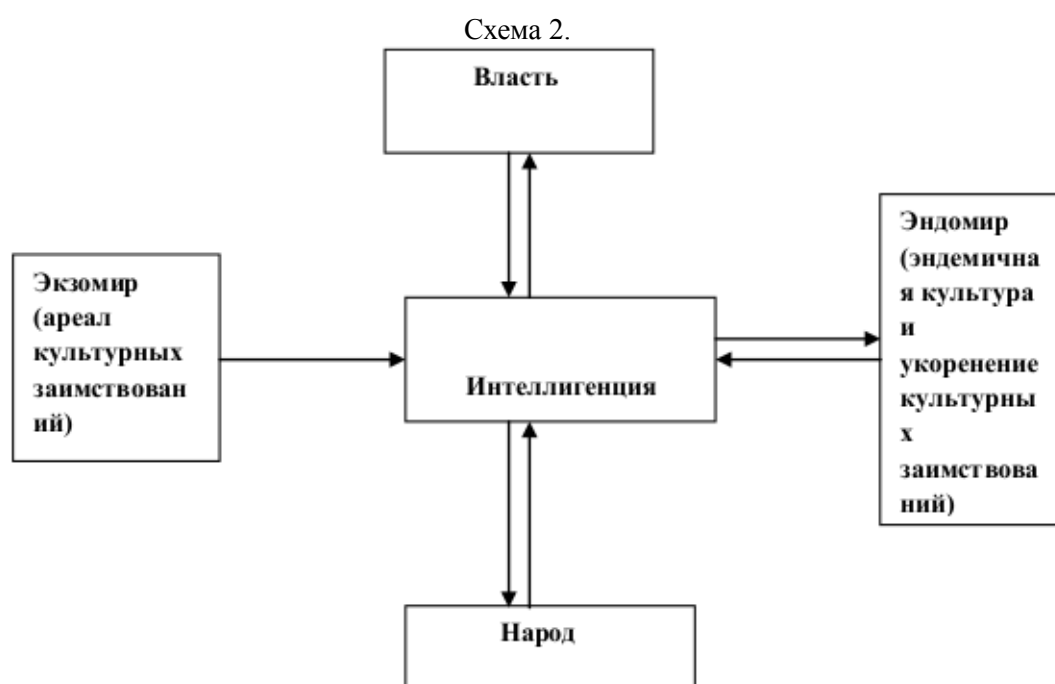 Схема 2.
Власть
Экзомир
(ареал
культурных
заимствован
ий)
Интеллигенция
Эндомир
(эндемична
я культура
и
укоренение
культурны
х
заимствова
ний)
Народ